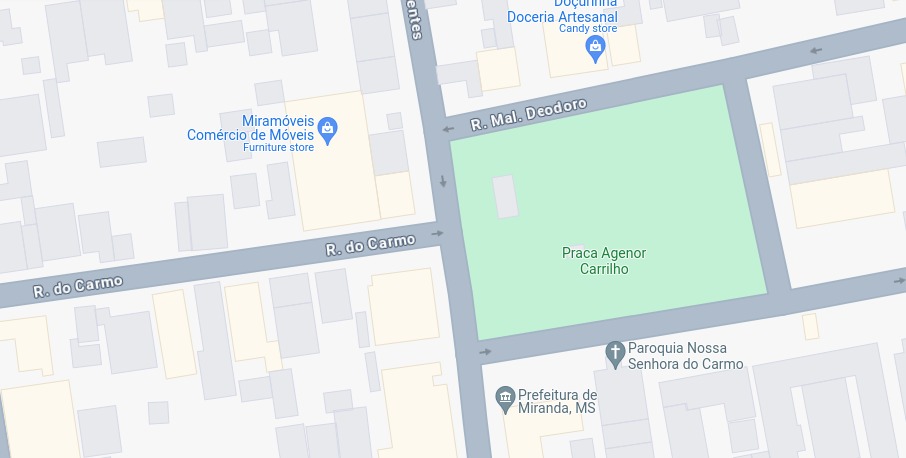 entes
Doçurinha
Doceria Artesanal
Candy store
R. Mal. Deodoro
Miramóveis
Comércio de Móveis
Furniture store
R. do Carmo
R. do Carmo
Praca Agenor
Carrilho
Paroquia Nossa
Senhora do Carmo
Prefeitura de
Miranda, MS